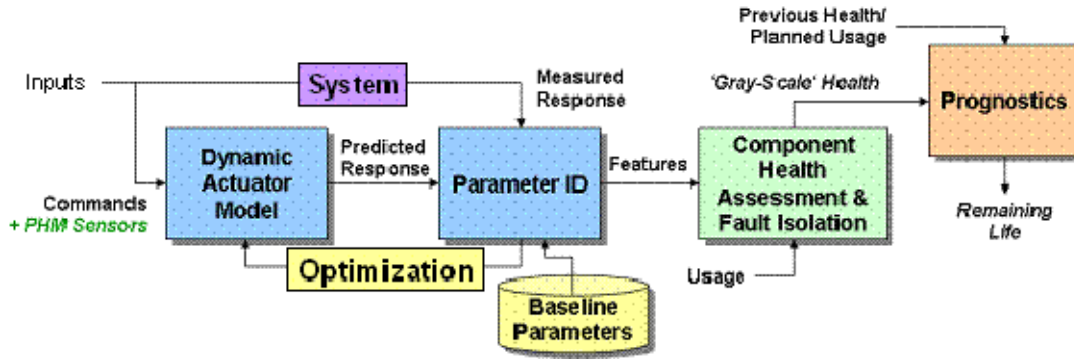 Previous Health/
Planned Usage
Inputs
System
Measured
Response
'Gray-Scale' Health
Prognostics
Dynamic
Actuator
Model
Predicted
Response
Parameter ID
Features
Component
Health
Assessment &
Fault Isolation
Commands
+ PHM Sensors
Remaining
Life
Optimization
Usage
Baseline
Parameters